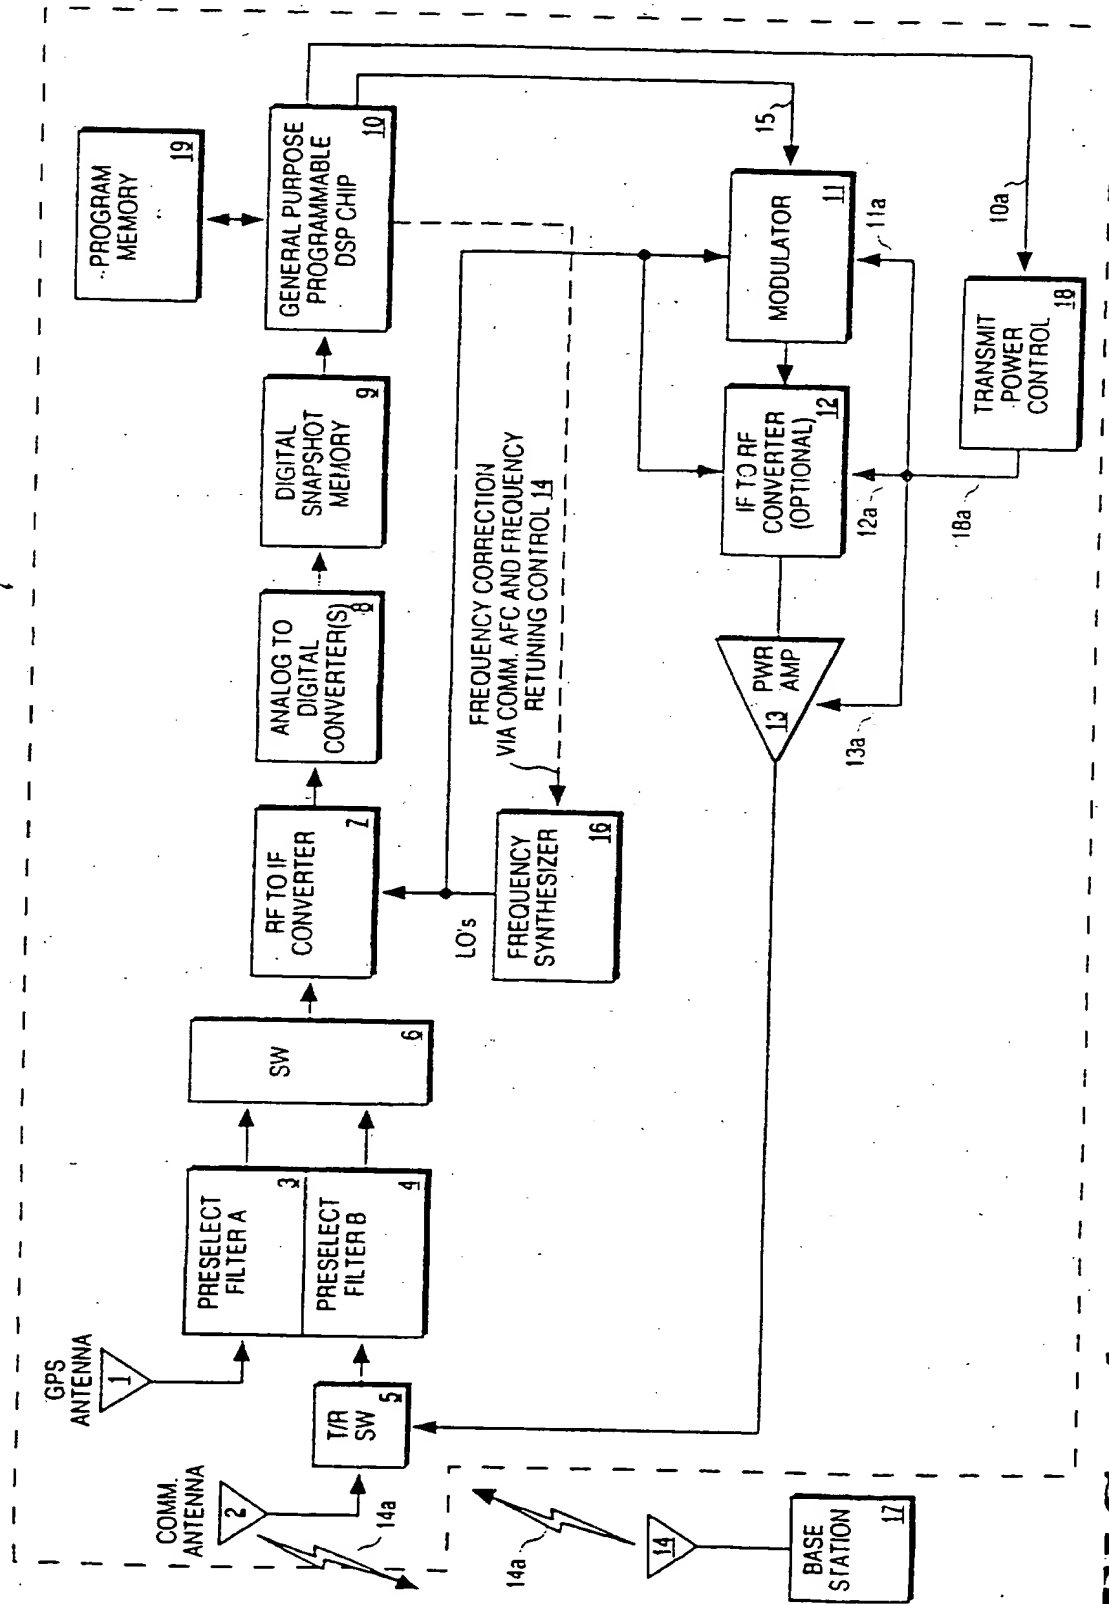 GPS
ANTENNA
1
COMM.
ANTENNA
2
14a
T/R
SW
5
PRESELECT
FILTER A
3
PRESELECT
FILTER B
4
SW
6
RF TO IF
CONVERTER
7
ANALOG TO
DIGITAL
CONVERTER(S)
8
DIGITAL
SNAPSHOT
MEMORY
9
GENERAL PURPOSE
PROGRAMMABLE
DSP CHIP
10
PROGRAM
MEMORY
19
LO's
FREQUENCY
SYNTHESIZER
16
FREQUENCY CORRECTION
VIA COMM. AFC AND FREQUENCY
RETUNING CONTROL 14
15
MODULATOR
11
11a
IF TO RF
CONVERTER
(OPTIONAL)
12
12a
PWR
AMP
13
13a
10a
TRANSMIT
POWER
CONTROL
18
18a
14a
14
BASE
STATION
17